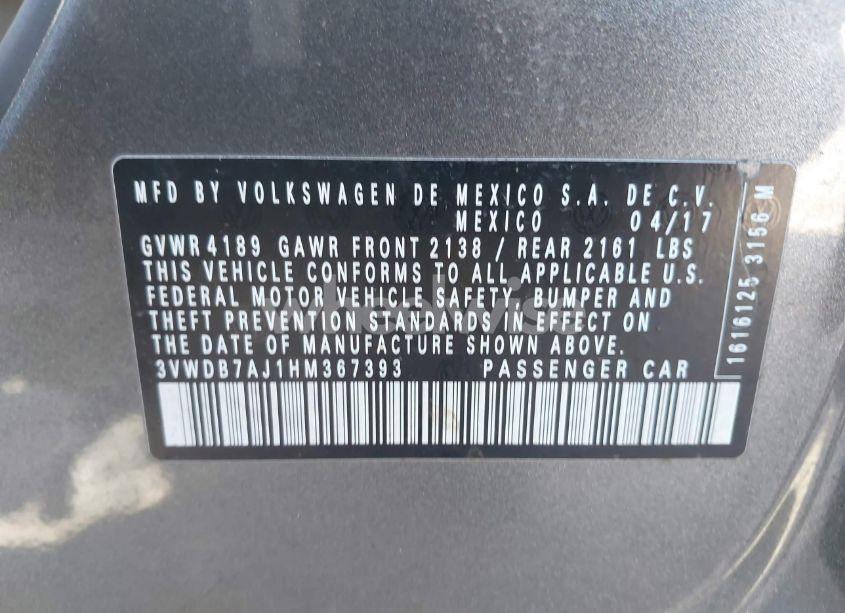 MFD BY VOLKSWAGEN DE MEXICO S.A. DE C.V.
MEXICO 04/17
GVWR 4189 GAWR FRONT 2138 / REAR 2161 LBS
THIS VEHICLE CONFORMS TO ALL APPLICABLE U.S.
FEDERAL MOTOR VEHICLE SAFETY, BUMPER AND
THEFT PREVENTION STANDARDS IN EFFECT ON
THE DATE OF MANUFACTURE SHOWN ABOVE.
3VWDB7AJ1HM367393 PASSENGER CAR
1616125 3156 M